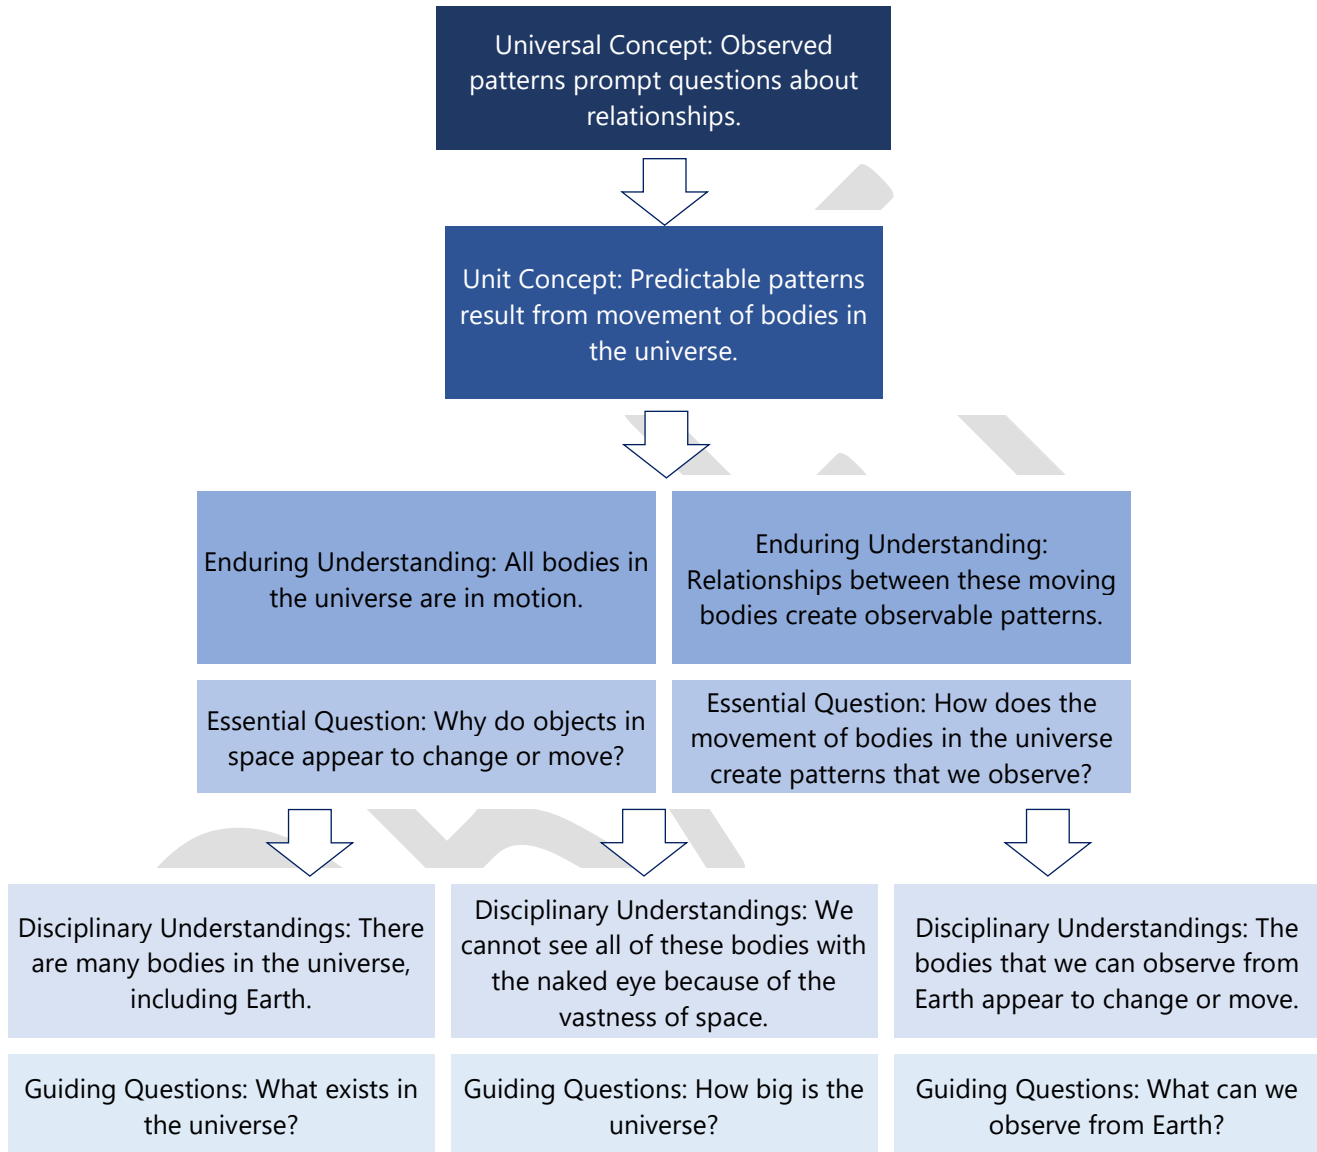 Universal Concept: Observed
patterns prompt questions about
relationships.
Unit Concept: Predictable patterns
result from movement of bodies in
the universe.
Enduring Understanding: All bodies in
the universe are in motion.
Enduring Understanding:
Relationships between these moving
bodies create observable patterns.
Essential Question: Why do objects in
space appear to change or move?
Essential Question: How does the
movement of bodies in the universe
create patterns that we observe?
Disciplinary Understandings: There
are many bodies in the universe,
including Earth.
Disciplinary Understandings: We
cannot see all of these bodies with
the naked eye because of the
vastness of space.
Disciplinary Understandings: The
bodies that we can observe from
Earth appear to change or move.
Guiding Questions: What exists in
the universe?
Guiding Questions: How big is the
universe?
Guiding Questions: What can we
observe from Earth?